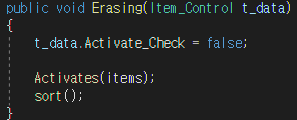 public void Erasing(Item_Control t_data)
{
    t_data.Activate_Check = false;

    Activates(items);
    sort();
}